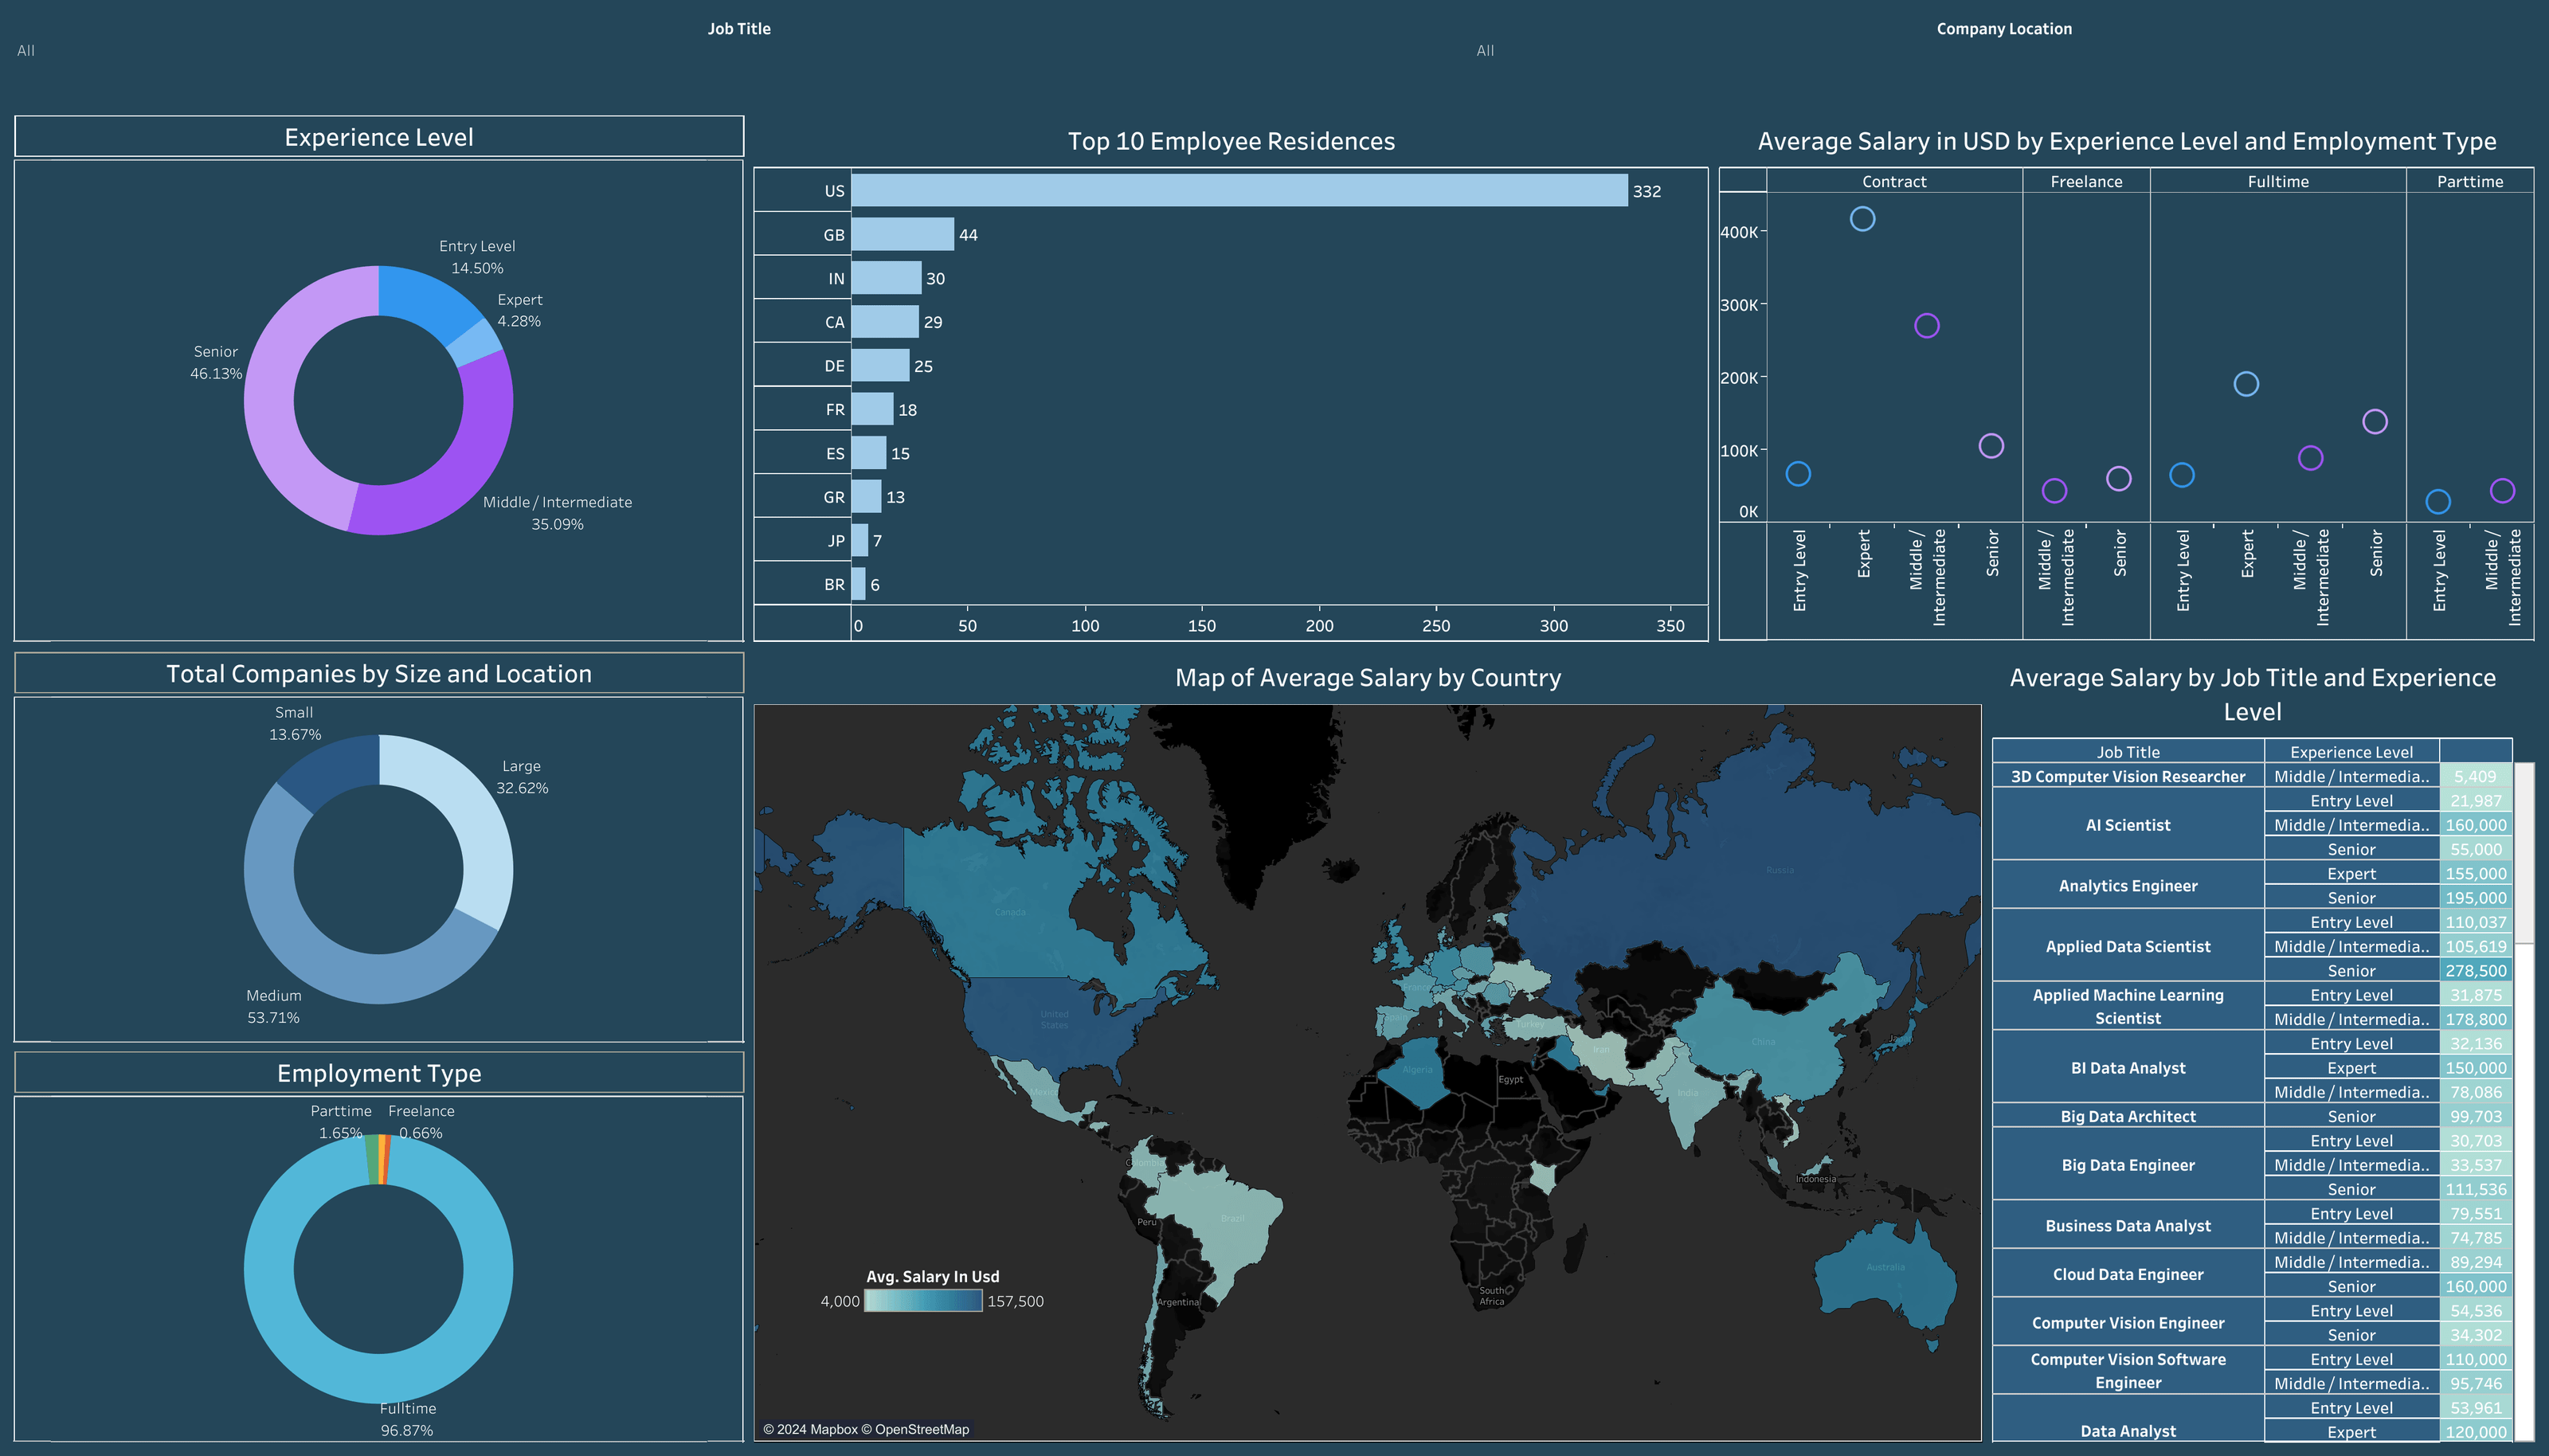 Job Title
Company Location
All
All
Experience Level
Entry Level
14.50%
Expert
4.28%
Senior
46.13%
Middle / Intermediate
35.09%
Top 10 Employee Residences
US 332
GB 44
IN 30
CA 29
DE 25
FR 18
ES 15
GR 13
JP 7
BR 6
0 50 100 150 200 250 300 350
Average Salary in USD by Experience Level and Employment Type
Contract Freelance Fulltime Parttime
400K
300K
200K
100K
0K
Entry Level
Expert
Middle /
Intermediate
Senior
Middle /
Intermediate
Senior
Entry Level
Expert
Middle /
Intermediate
Senior
Entry Level
Middle /
Intermediate
Total Companies by Size and Location
Small
13.67%
Large
32.62%
Medium
53.71%
Employment Type
Parttime Freelance
1.65% 0.66%
Fulltime
96.87%
Map of Average Salary by Country
Russia
Canada
France
United
States
Spain
Turkey
China
Iran
Algeria
Egypt
Mexico
India
Colombia
Indonesia
Peru
Brazil
Australia
South
Africa
Argentina
Avg. Salary In Usd
4,000 157,500
© 2024 Mapbox © OpenStreetMap
Average Salary by Job Title and Experience
Level
Job Title Experience Level
3D Computer Vision Researcher Middle / Intermedia.. 5,409
AI Scientist
Entry Level 21,987
Middle / Intermedia.. 160,000
Senior 55,000
Analytics Engineer
Expert 155,000
Senior 195,000
Applied Data Scientist
Entry Level 110,037
Middle / Intermedia.. 105,619
Senior 278,500
Applied Machine Learning
Scientist
Entry Level 31,875
Middle / Intermedia.. 178,800
BI Data Analyst
Entry Level 32,136
Expert 150,000
Middle / Intermedia.. 78,086
Big Data Architect Senior 99,703
Big Data Engineer
Entry Level 30,703
Middle / Intermedia.. 33,537
Senior 111,536
Business Data Analyst
Entry Level 79,551
Middle / Intermedia.. 74,785
Cloud Data Engineer
Middle / Intermedia.. 89,294
Senior 160,000
Computer Vision Engineer
Entry Level 54,536
Senior 34,302
Computer Vision Software
Engineer
Entry Level 110,000
Middle / Intermedia.. 95,746
Data Analyst
Entry Level 53,961
Expert 120,000